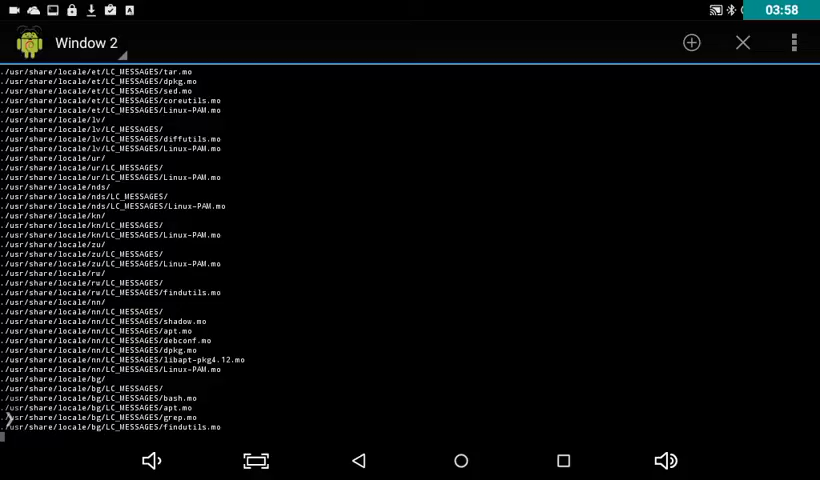 03:58
Window 2
./usr/share/locale/et/LC_MESSAGES/tar.mo
./usr/share/locale/et/LC_MESSAGES/dpkg.mo
./usr/share/locale/et/LC_MESSAGES/sed.mo
./usr/share/locale/et/LC_MESSAGES/coreutils.mo
./usr/share/locale/et/LC_MESSAGES/Linux-PAM.mo
./usr/share/locale/lv/
./usr/share/locale/lv/LC_MESSAGES/
./usr/share/locale/lv/LC_MESSAGES/diffutils.mo
./usr/share/locale/lv/LC_MESSAGES/Linux-PAM.mo
./usr/share/locale/ur/
./usr/share/locale/ur/LC_MESSAGES/
./usr/share/locale/ur/LC_MESSAGES/Linux-PAM.mo
./usr/share/locale/nds/
./usr/share/locale/nds/LC_MESSAGES/
./usr/share/locale/nds/LC_MESSAGES/Linux-PAM.mo
./usr/share/locale/kn/
./usr/share/locale/kn/LC_MESSAGES/
./usr/share/locale/kn/LC_MESSAGES/Linux-PAM.mo
./usr/share/locale/zu/
./usr/share/locale/zu/LC_MESSAGES/
./usr/share/locale/zu/LC_MESSAGES/Linux-PAM.mo
./usr/share/locale/rw/
./usr/share/locale/rw/LC_MESSAGES/
./usr/share/locale/rw/LC_MESSAGES/findutils.mo
./usr/share/locale/nn/
./usr/share/locale/nn/LC_MESSAGES/
./usr/share/locale/nn/LC_MESSAGES/shadow.mo
./usr/share/locale/nn/LC_MESSAGES/apt.mo
./usr/share/locale/nn/LC_MESSAGES/debconf.mo
./usr/share/locale/nn/LC_MESSAGES/dpkg.mo
./usr/share/locale/nn/LC_MESSAGES/libapt-pkg4.12.mo
./usr/share/locale/nn/LC_MESSAGES/Linux-PAM.mo
./usr/share/locale/bg/
./usr/share/locale/bg/LC_MESSAGES/
./usr/share/locale/bg/LC_MESSAGES/bash.mo
./usr/share/locale/bg/LC_MESSAGES/apt.mo
./usr/share/locale/bg/LC_MESSAGES/grep.mo
./usr/share/locale/bg/LC_MESSAGES/findutils.mo